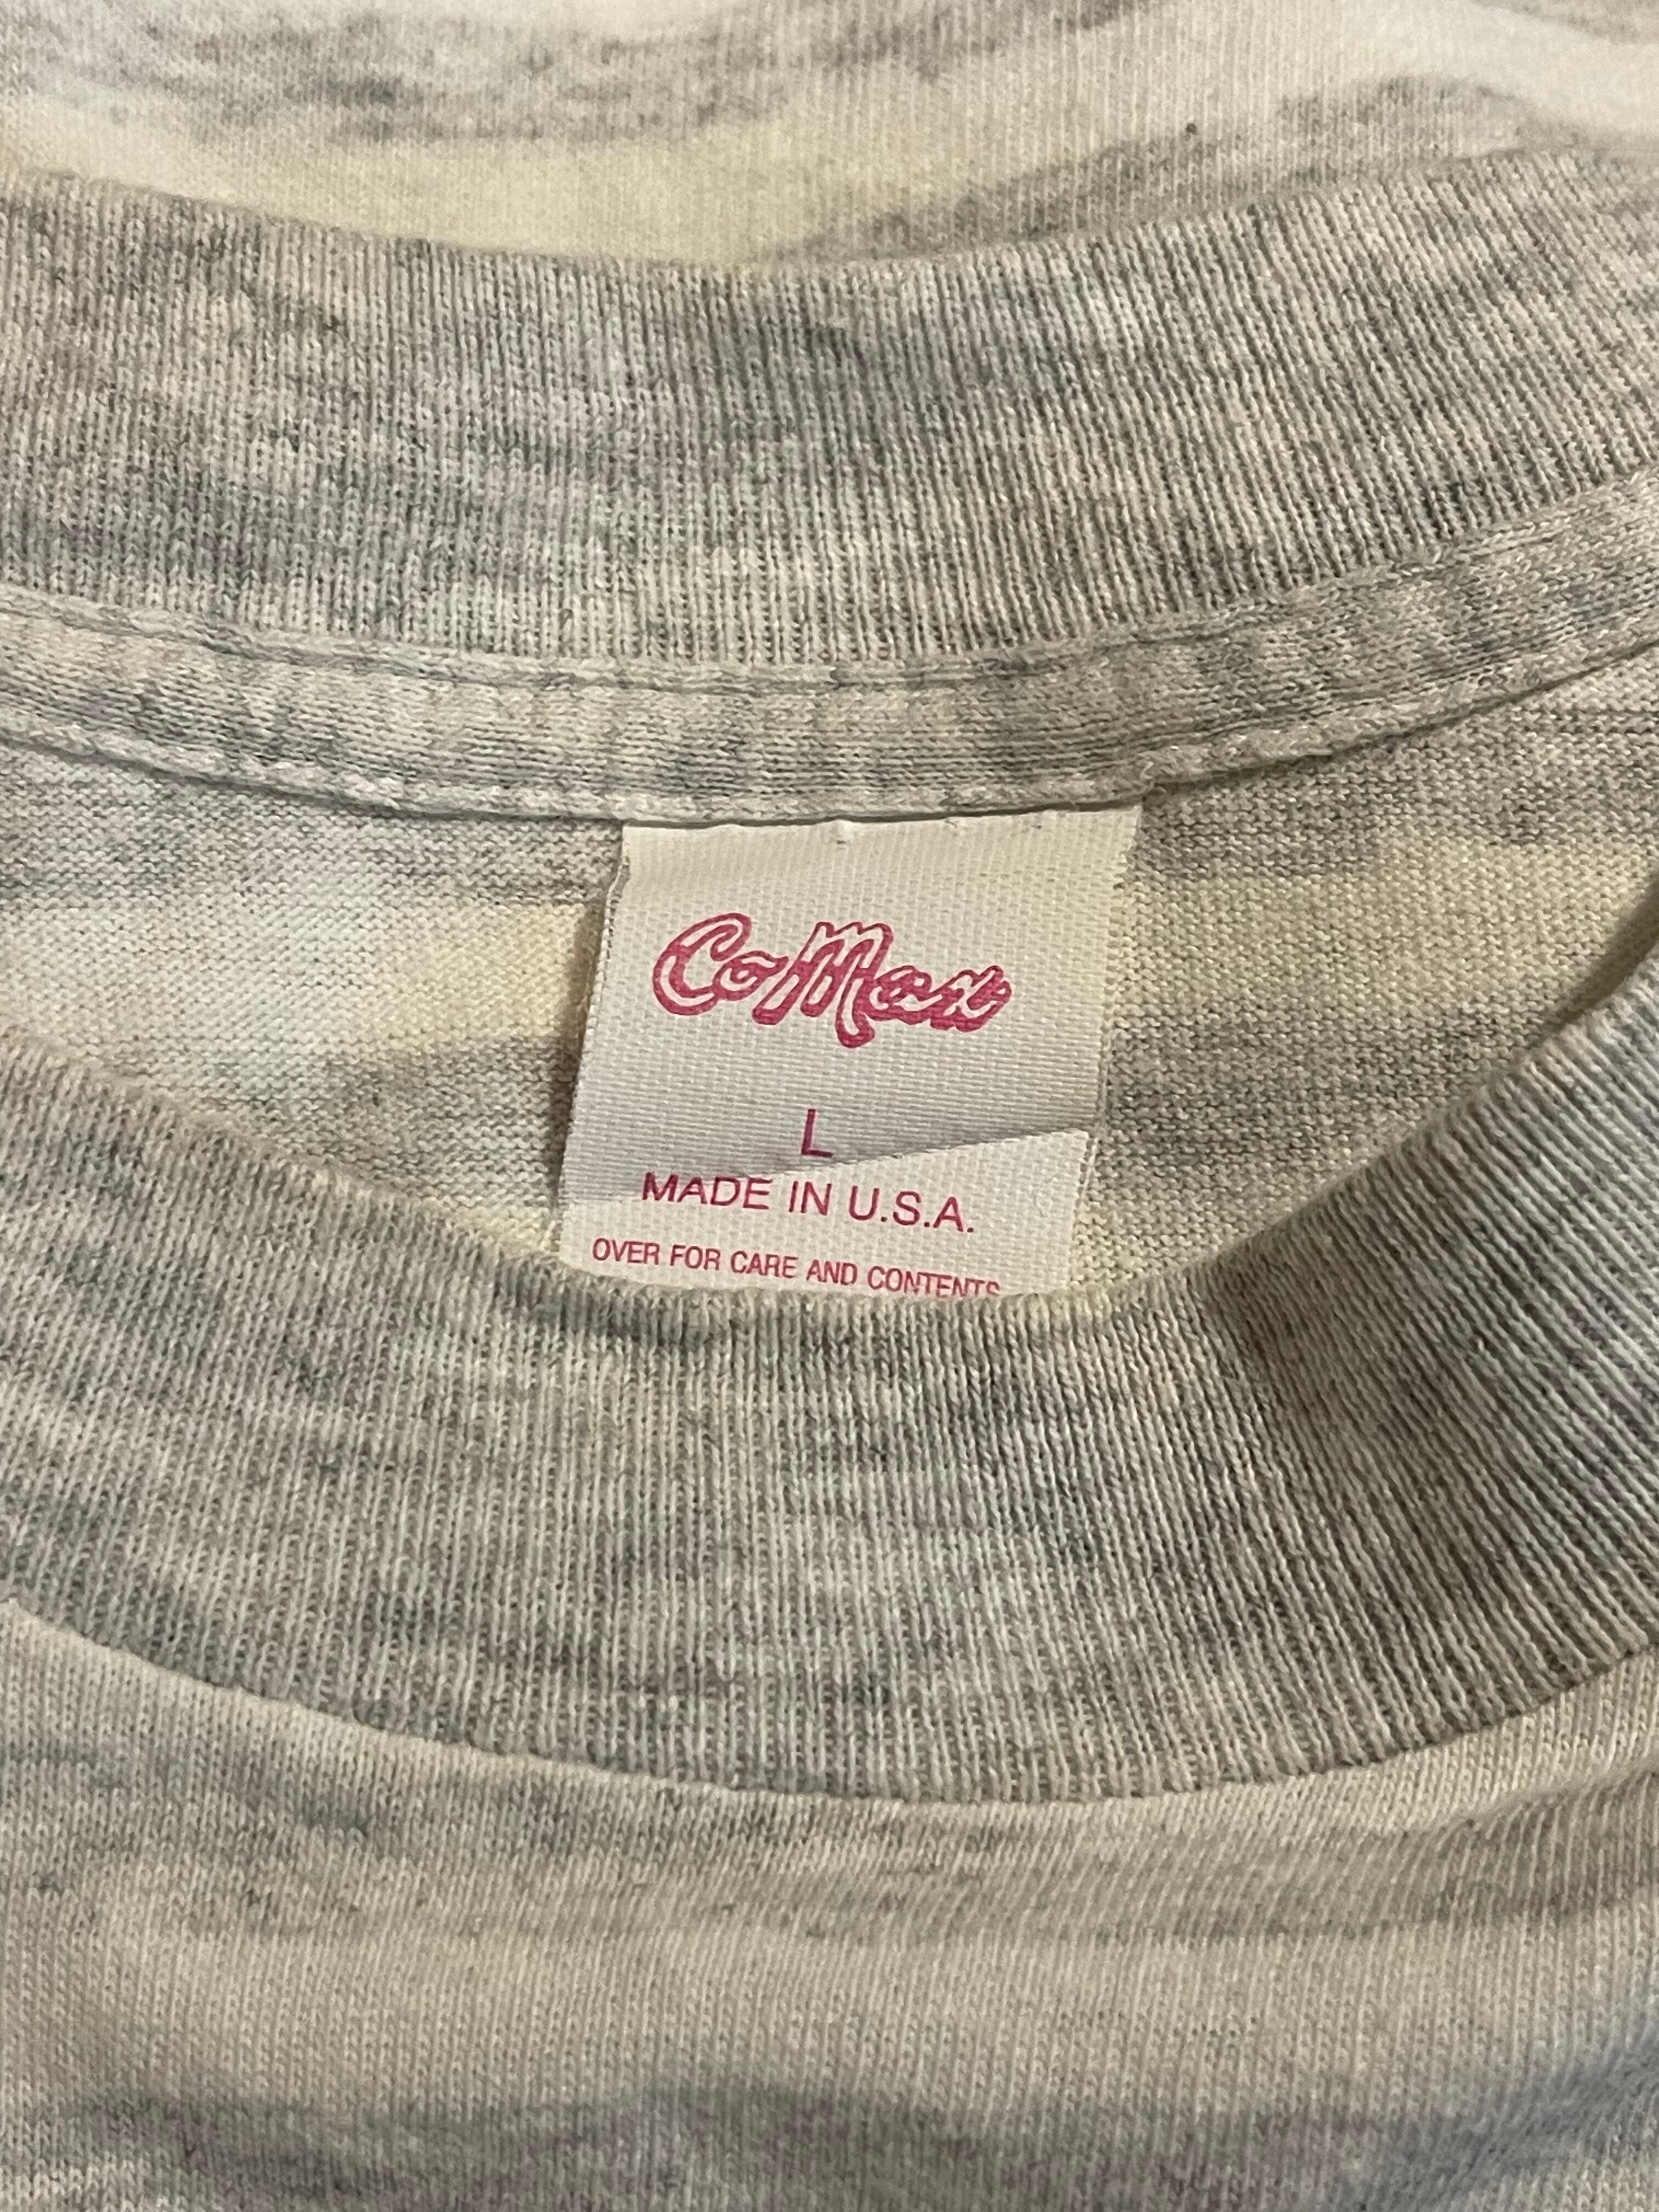 CoMax
L
MADE IN U.S.A.
OVER FOR CARE AND CONTENTS